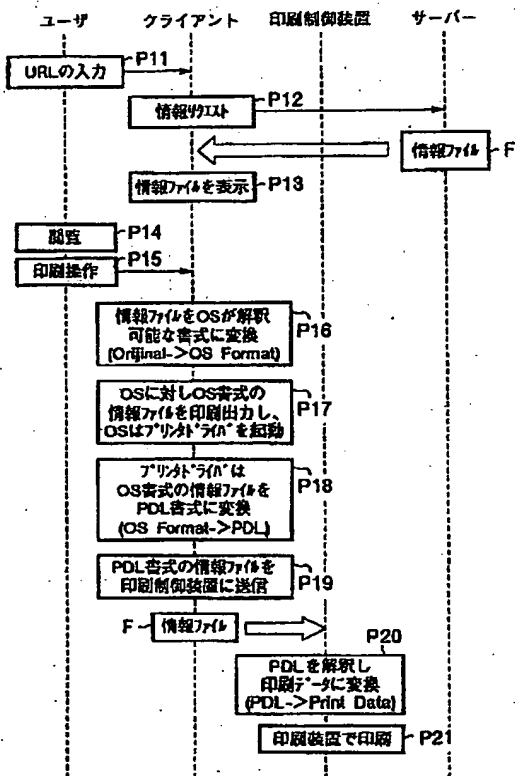 ユーザ クライアント 印刷制御装置 サーバー
URLの入力 P11
情報リクエスト P12
情報ファイル F
情報ファイルを表示 P13
閲覧 P14
印刷操作 P15
情報ファイルをOSが解釈
可能な書式に変換
(Original->OS Format)
P16
OSに対しOS書式の
情報ファイルを印刷出力し、
OSはプリンタドライバを起動
P17
プリンタドライバは
OS書式の情報ファイルを
PDL書式に変換
(OS Format->PDL)
P18
PDL書式の情報ファイルを
印刷制御装置に送信
P19
F 情報ファイル
P20
PDLを解釈し
印刷データに変換
(PDL->Print Data)
印刷装置で印刷 P21